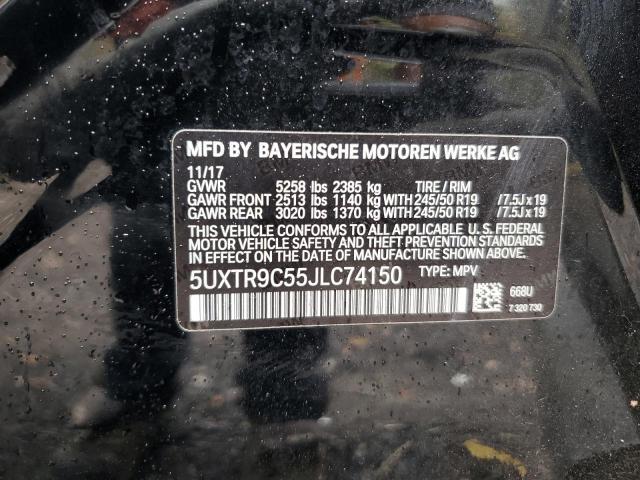 MFD BY BAYERISCHE MOTOREN WERKE AG
11/17
GVWR 5258 lbs 2385 kg TIRE / RIM
GAWR FRONT 2513 lbs 1140 kg WITH 245/50 R19 / 7.5J x 19
GAWR REAR 3020 lbs 1370 kg WITH 245/50 R19 / 7.5J x 19
THIS VEHICLE CONFORMS TO ALL APPLICABLE U. S. FEDERAL
MOTOR VEHICLE SAFETY, BUMPER, AND THEFT PREVENTION STANDARDS
IN EFFECT ON THE DATE OF MANUFACTURE SHOWN ABOVE.
5UXTR9C55JLC74150 TYPE: MPV
668U
7 320 730